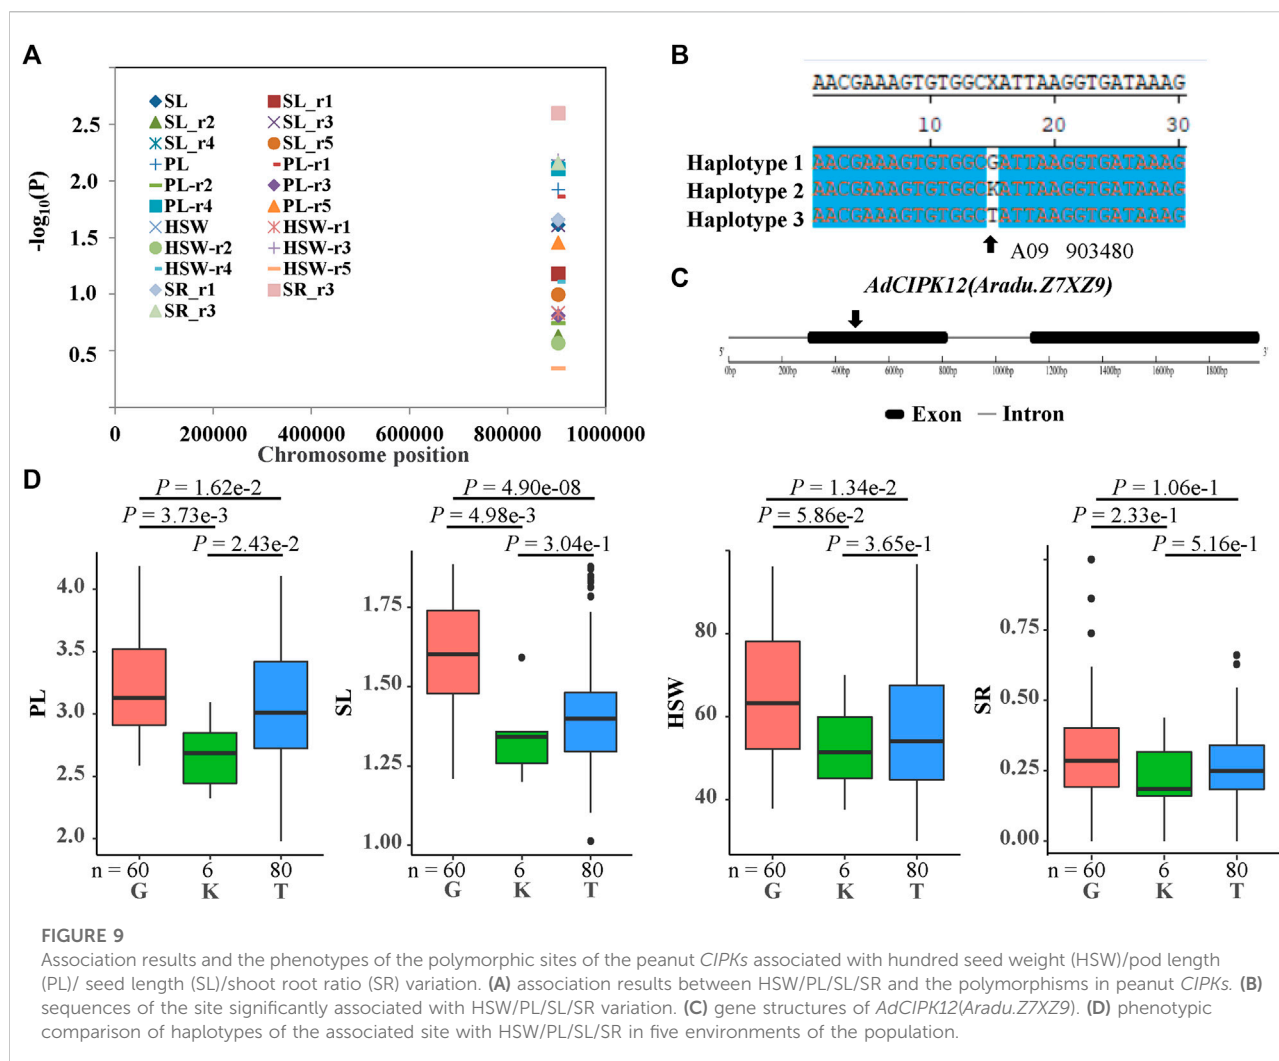 A
-log10(P)
2.5
2.0
1.5
1.0
0.5
0 200000 400000 600000 800000 1000000
Chromosome position
SL SL_r1
SL_r2 SL_r3
SL_r4 SL_r5
PL PL-r1
PL-r2 PL-r3
PL-r4 PL-r5
HSW HSW-r1
HSW-r2 HSW-r3
HSW-r4 HSW-r5
SR_r1 SR_r3
SR_r3
B
AACGAAAGTGTGGCXATTAAGGTGATAAAG
10 20 30
Haplotype 1 AACGAAAGTGTGGCGATTAAGGTGATAAAG
Haplotype 2 AACGAAAGTGTGGCKATTAAGGTGATAAAG
Haplotype 3 AACGAAAGTGTGGCTATTAAGGTGATAAAG
A09 903480
C
AdCIPK12(Aradu.Z7XZ9)
5' 3'
0bp 200bp 400bp 600bp 800bp 1000bp 1200bp 1400bp 1600bp 1800bp
Exon Intron
D
P = 1.62e-2
P = 3.73e-3
P = 2.43e-2
PL
4.0
3.5
3.0
2.5
2.0
n = 60 6 80
G K T
P = 4.90e-08
P = 4.98e-3
P = 3.04e-1
SL
1.75
1.50
1.25
1.00
n = 60 6 80
G K T
P = 1.34e-2
P = 5.86e-2
P = 3.65e-1
HSW
80
60
40
n = 60 6 80
G K T
P = 1.06e-1
P = 2.33e-1
P = 5.16e-1
SR
0.75
0.50
0.25
0.00
n = 60 6 80
G K T
FIGURE 9
Association results and the phenotypes of the polymorphic sites of the peanut CIPKs associated with hundred seed weight (HSW)/pod length
(PL)/ seed length (SL)/shoot root ratio (SR) variation. (A) association results between HSW/PL/SL/SR and the polymorphisms in peanut CIPKs. (B)
sequences of the site significantly associated with HSW/PL/SL/SR variation. (C) gene structures of AdCIPK12(Aradu.Z7XZ9). (D) phenotypic
comparison of haplotypes of the associated site with HSW/PL/SL/SR in five environments of the population.